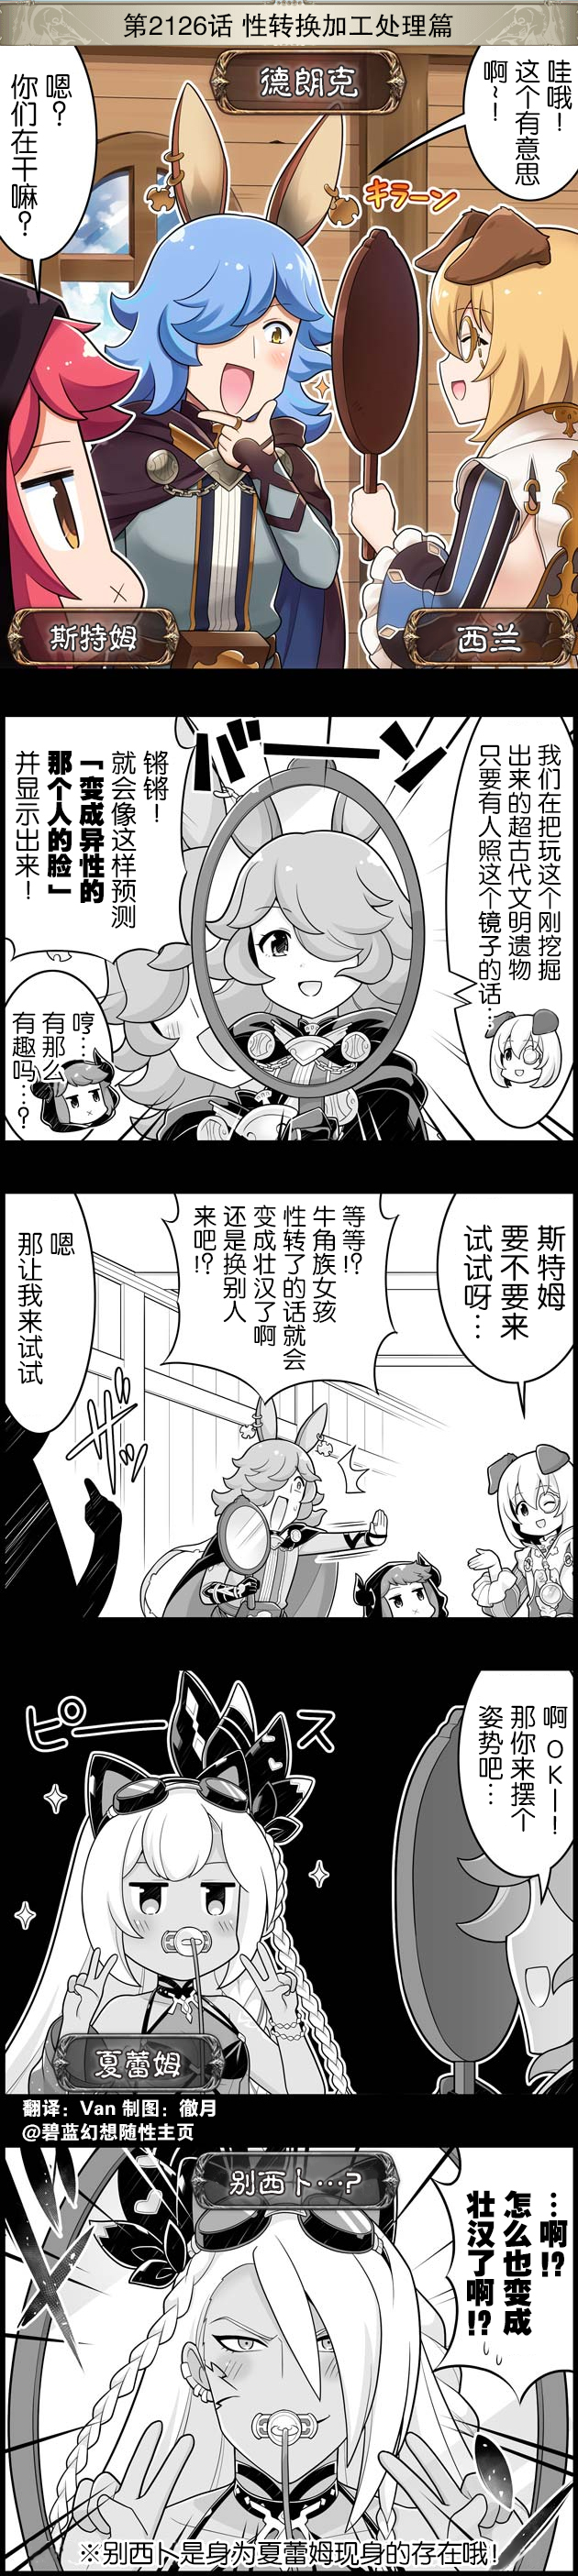 第2126话 性转换加工处理篇
德朗克
哇哦！
这个有意思
啊~！
キラーン
嗯？
你们在干嘛？
斯特姆
西兰
我们在把玩这个刚挖掘
出来的超古代文明遗物
只要有人照这个镜子的话…
バーン
锵锵！
就会像这样预测
「变成异性的
那个人的脸」
并显示出来！
哼…
有那么
有趣吗…？
斯特姆
要不要来
试试呀…
等等！？
牛角族女孩
性转了的话就会
变成壮汉了啊
还是换别人
来吧！？
嗯
那让我来试试
ザッ
啊OK—！
那你来摆个
姿势吧…
ピースス
夏蕾姆
翻译：Van 制图：徹月
@碧蓝幻想随性主页
别西卜…？
…啊！？
怎么也变成
壮汉了啊！？
※别西卜是身为夏蕾姆现身的存在哦！